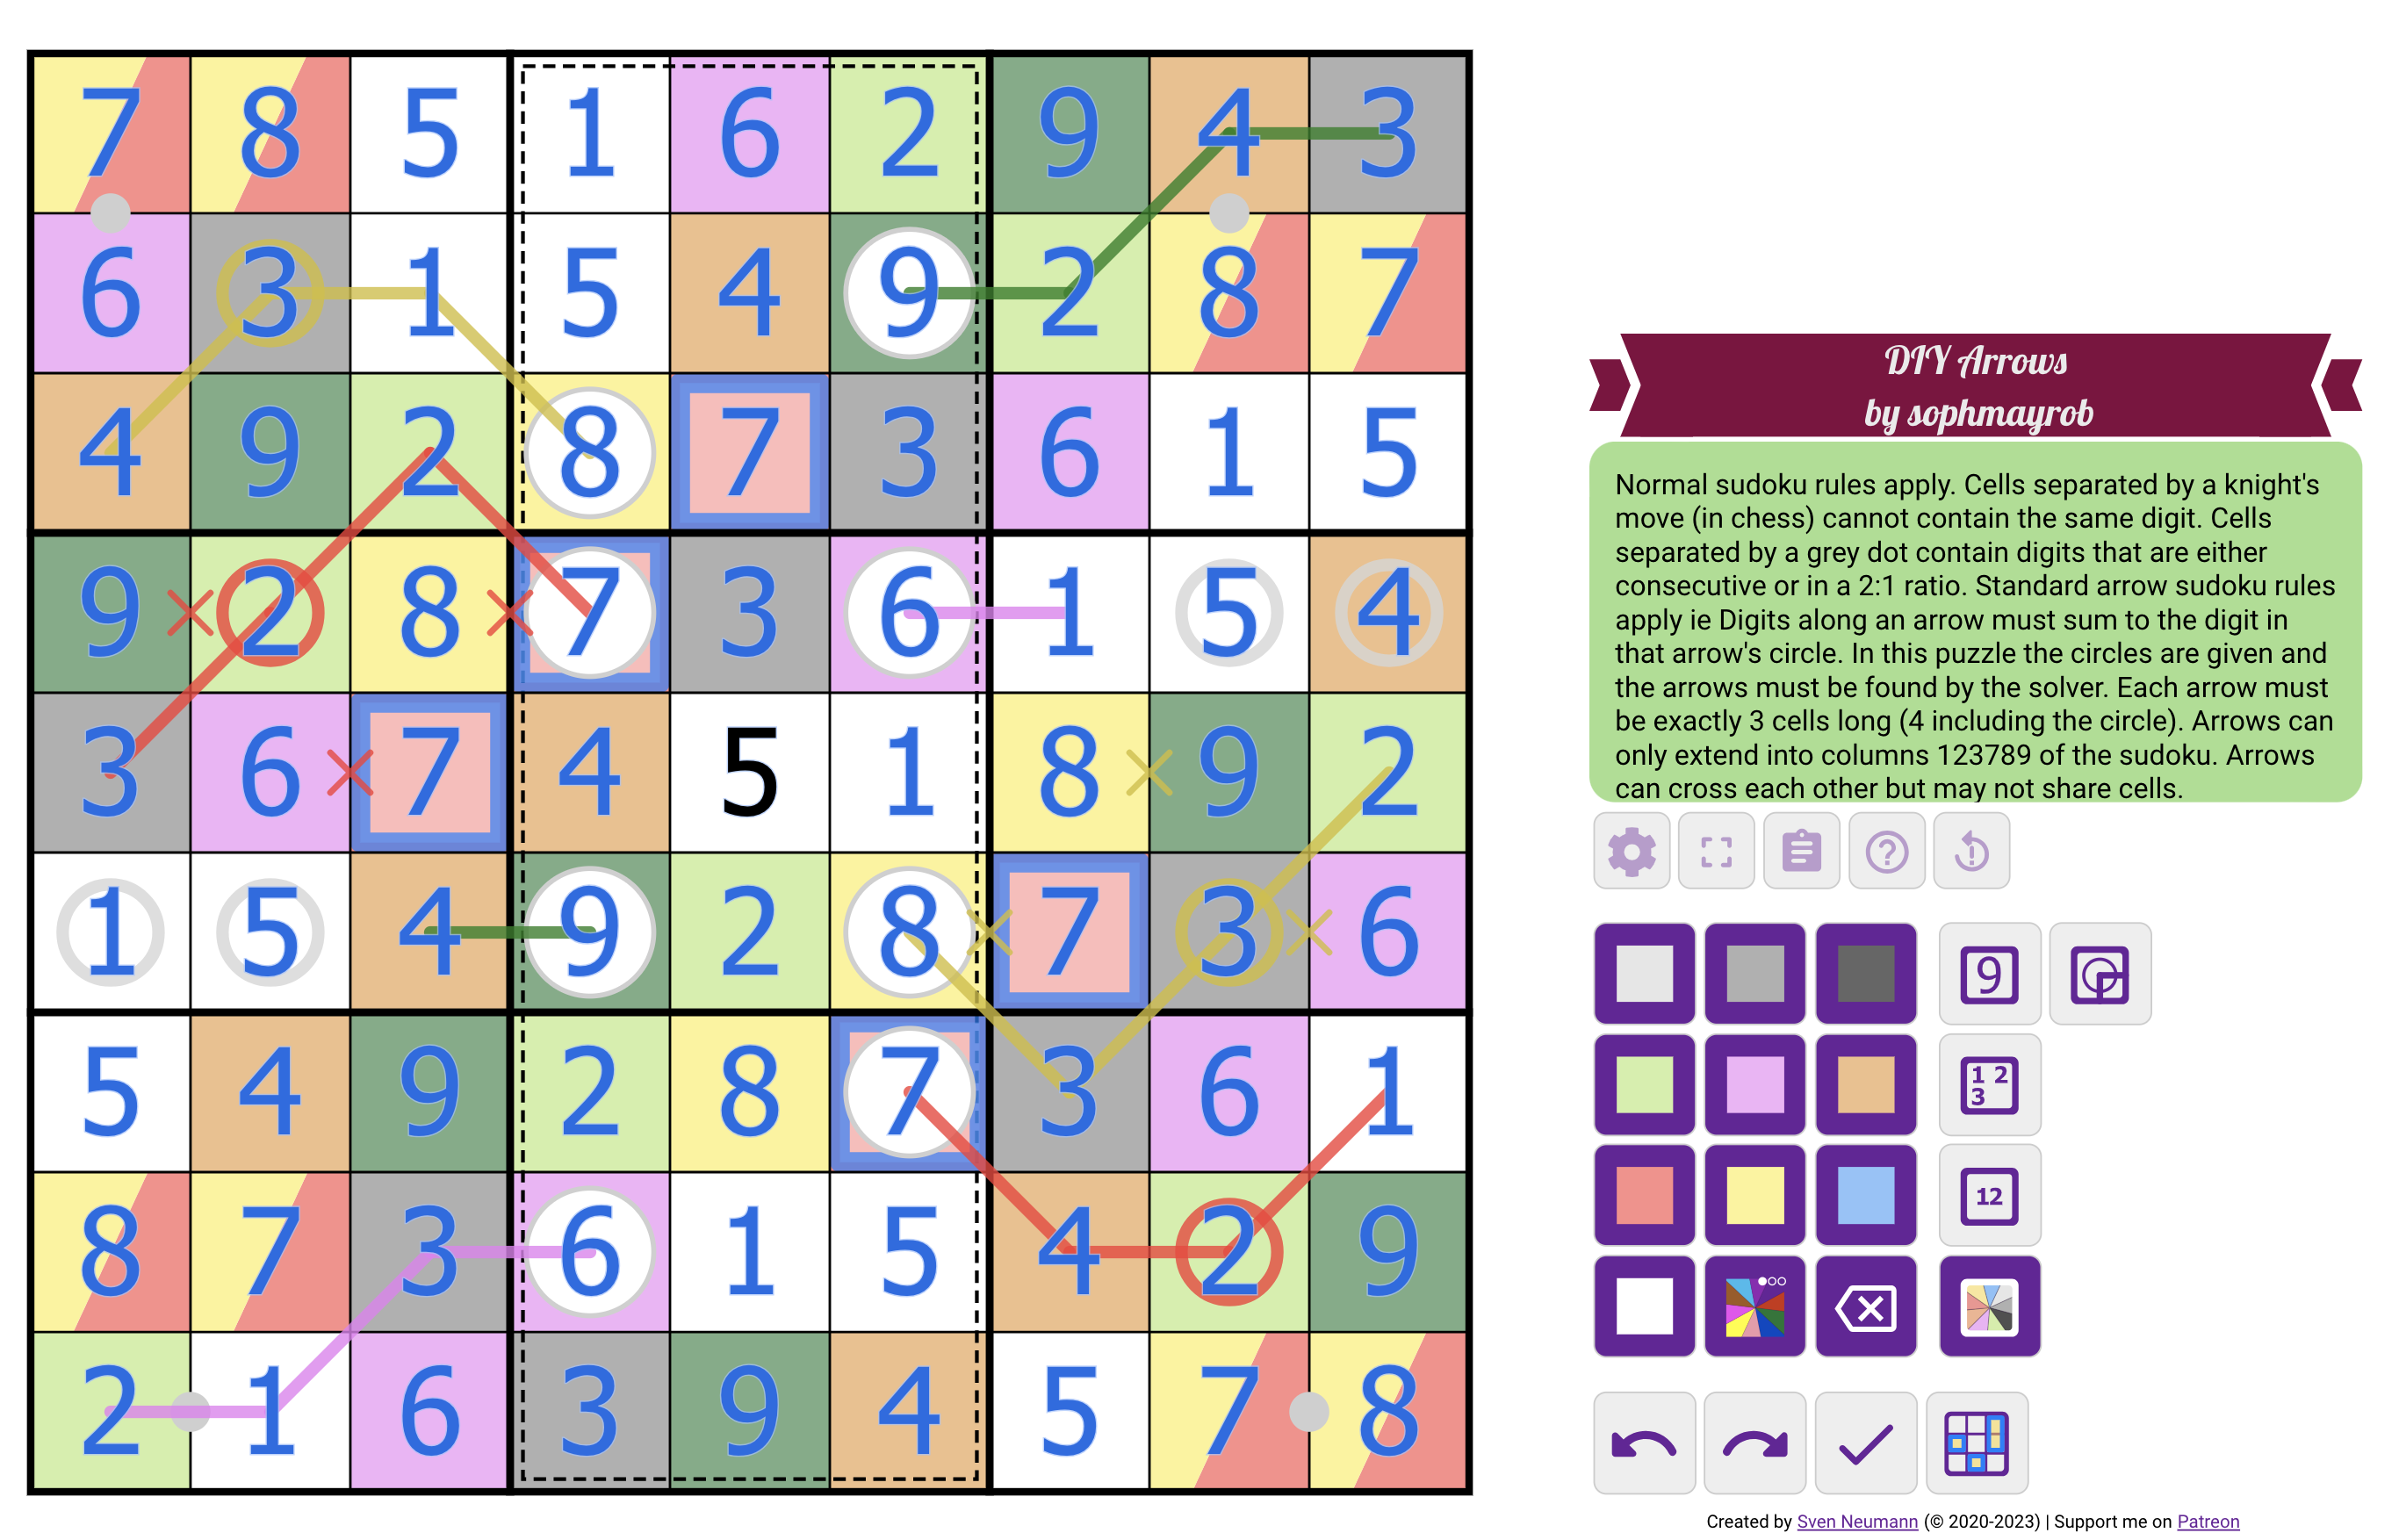 7 8 5 1 6 2 9 4 3
6 3 1 5 4 9 2 8 7
4 9 2 8 7 3 6 1 5
9 2 8 7 3 6 1 5 4
3 6 7 4 5 1 8 9 2
1 5 4 9 2 8 7 3 6
5 4 9 2 8 7 3 6 1
8 7 3 6 1 5 4 2 9
2 1 6 3 9 4 5 7 8
DIY Arrows
by sophmayrob
Normal sudoku rules apply. Cells separated by a knight's
move (in chess) cannot contain the same digit. Cells
separated by a grey dot contain digits that are either
consecutive or in a 2:1 ratio. Standard arrow sudoku rules
apply ie Digits along an arrow must sum to the digit in
that arrow's circle. In this puzzle the circles are given and
the arrows must be found by the solver. Each arrow must
be exactly 3 cells long (4 including the circle). Arrows can
only extend into columns 123789 of the sudoku. Arrows
can cross each other but may not share cells.
?
9
1 2
3
12
Created by Sven Neumann (© 2020-2023) | Support me on Patreon